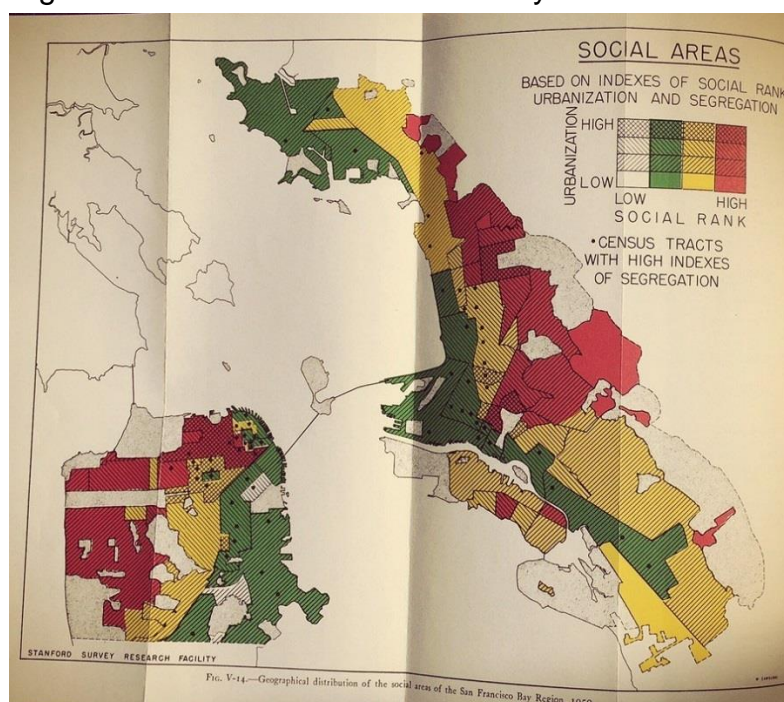 SOCIAL AREAS
BASED ON INDEXES OF SOCIAL RANK
URBANIZATION AND SEGREGATION
URBANIZATION
HIGH
LOW
LOW HIGH
SOCIAL RANK
• CENSUS TRACTS
WITH HIGH INDEXES
OF SEGREGATION
STANFORD SURVEY RESEARCH FACILITY
FIG. V-14.—Geographical distribution of the social areas of the San Francisco Bay Region,